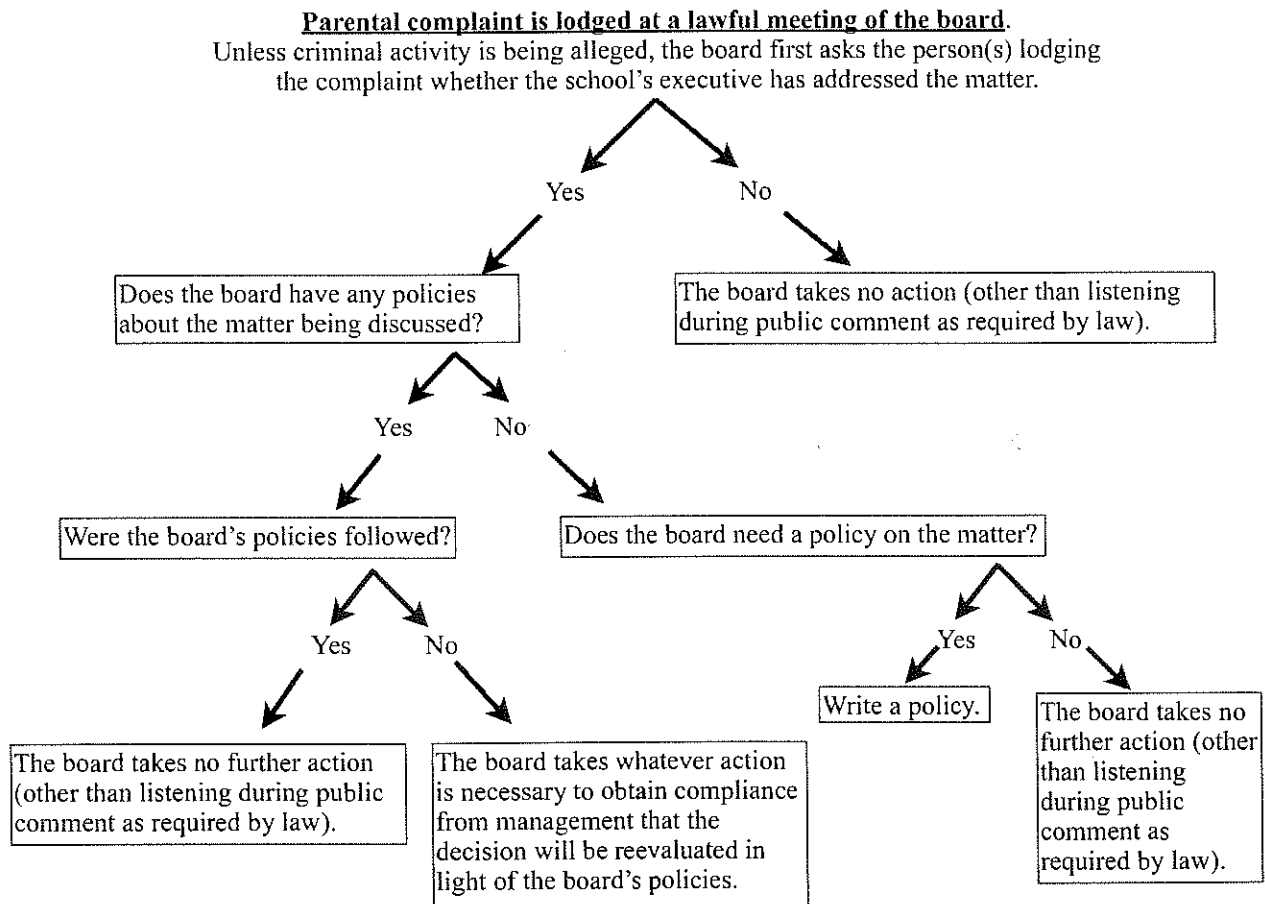 Parental complaint is lodged at a lawful meeting of the board.
Unless criminal activity is being alleged, the board first asks the person(s) lodging
the complaint whether the school's executive has addressed the matter.
Yes
No
Does the board have any policies
about the matter being discussed?
The board takes no action (other than listening
during public comment as required by law).
Yes
No
Were the board's policies followed?
Does the board need a policy on the matter?
Yes
No
Yes
No
Write a policy.
The board takes no
further action (other
than listening
during public
comment as
required by law).
The board takes no further action
(other than listening during public
comment as required by law).
The board takes whatever action
is necessary to obtain compliance
from management that the
decision will be reevaluated in
light of the board's policies.